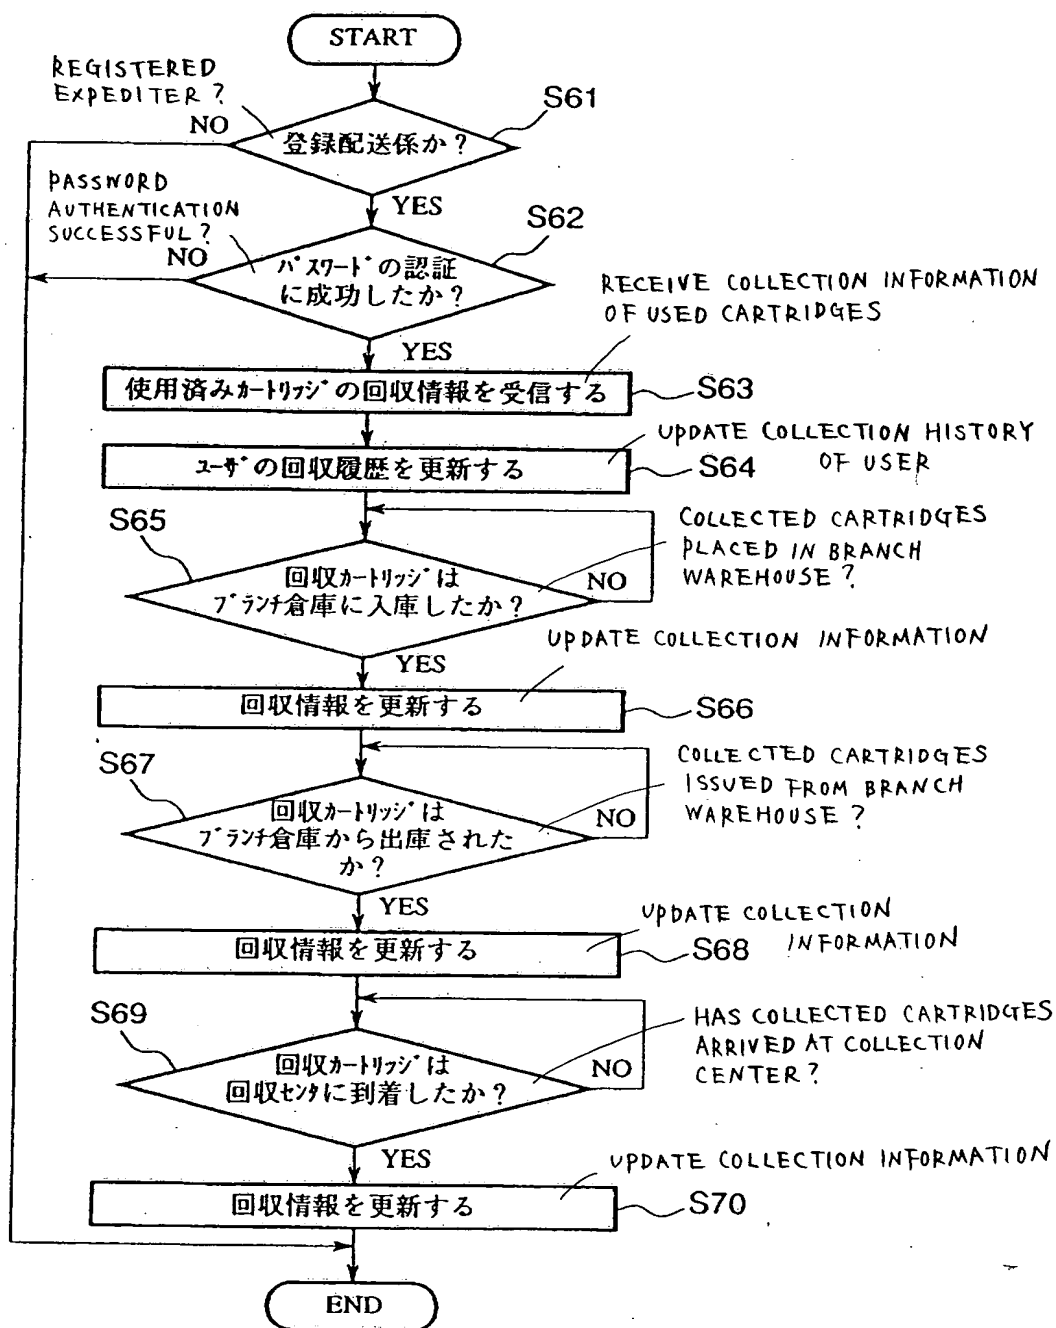 START
REGISTERED
EXPEDITER?
S61
NO
登録配送係か?
YES
PASSWORD
AUTHENTICATION
SUCCESSFUL?
S62
NO
ﾊﾟｽﾜｰﾄﾞの認証
に成功したか?
YES
RECEIVE COLLECTION INFORMATION
OF USED CARTRIDGES
使用済みｶｰﾄﾘｯｼﾞの回収情報を受信する
S63
UPDATE COLLECTION HISTORY
OF USER
ﾕｰｻﾞの回収履歴を更新する
S64
S65
COLLECTED CARTRIDGES
PLACED IN BRANCH
WAREHOUSE?
回収ｶｰﾄﾘｯｼﾞは
ﾌﾞﾗﾝﾁ倉庫に入庫したか?
NO
YES
UPDATE COLLECTION INFORMATION
回収情報を更新する
S66
S67
COLLECTED CARTRIDGES
ISSUED FROM BRANCH
WAREHOUSE?
回収ｶｰﾄﾘｯｼﾞは
ﾌﾞﾗﾝﾁ倉庫から出庫された
か?
NO
YES
UPDATE COLLECTION
INFORMATION
回収情報を更新する
S68
S69
HAS COLLECTED CARTRIDGES
ARRIVED AT COLLECTION
CENTER?
回収ｶｰﾄﾘｯｼﾞは
回収ｾﾝﾀに到着したか?
NO
YES
UPDATE COLLECTION INFORMATION
回収情報を更新する
S70
END